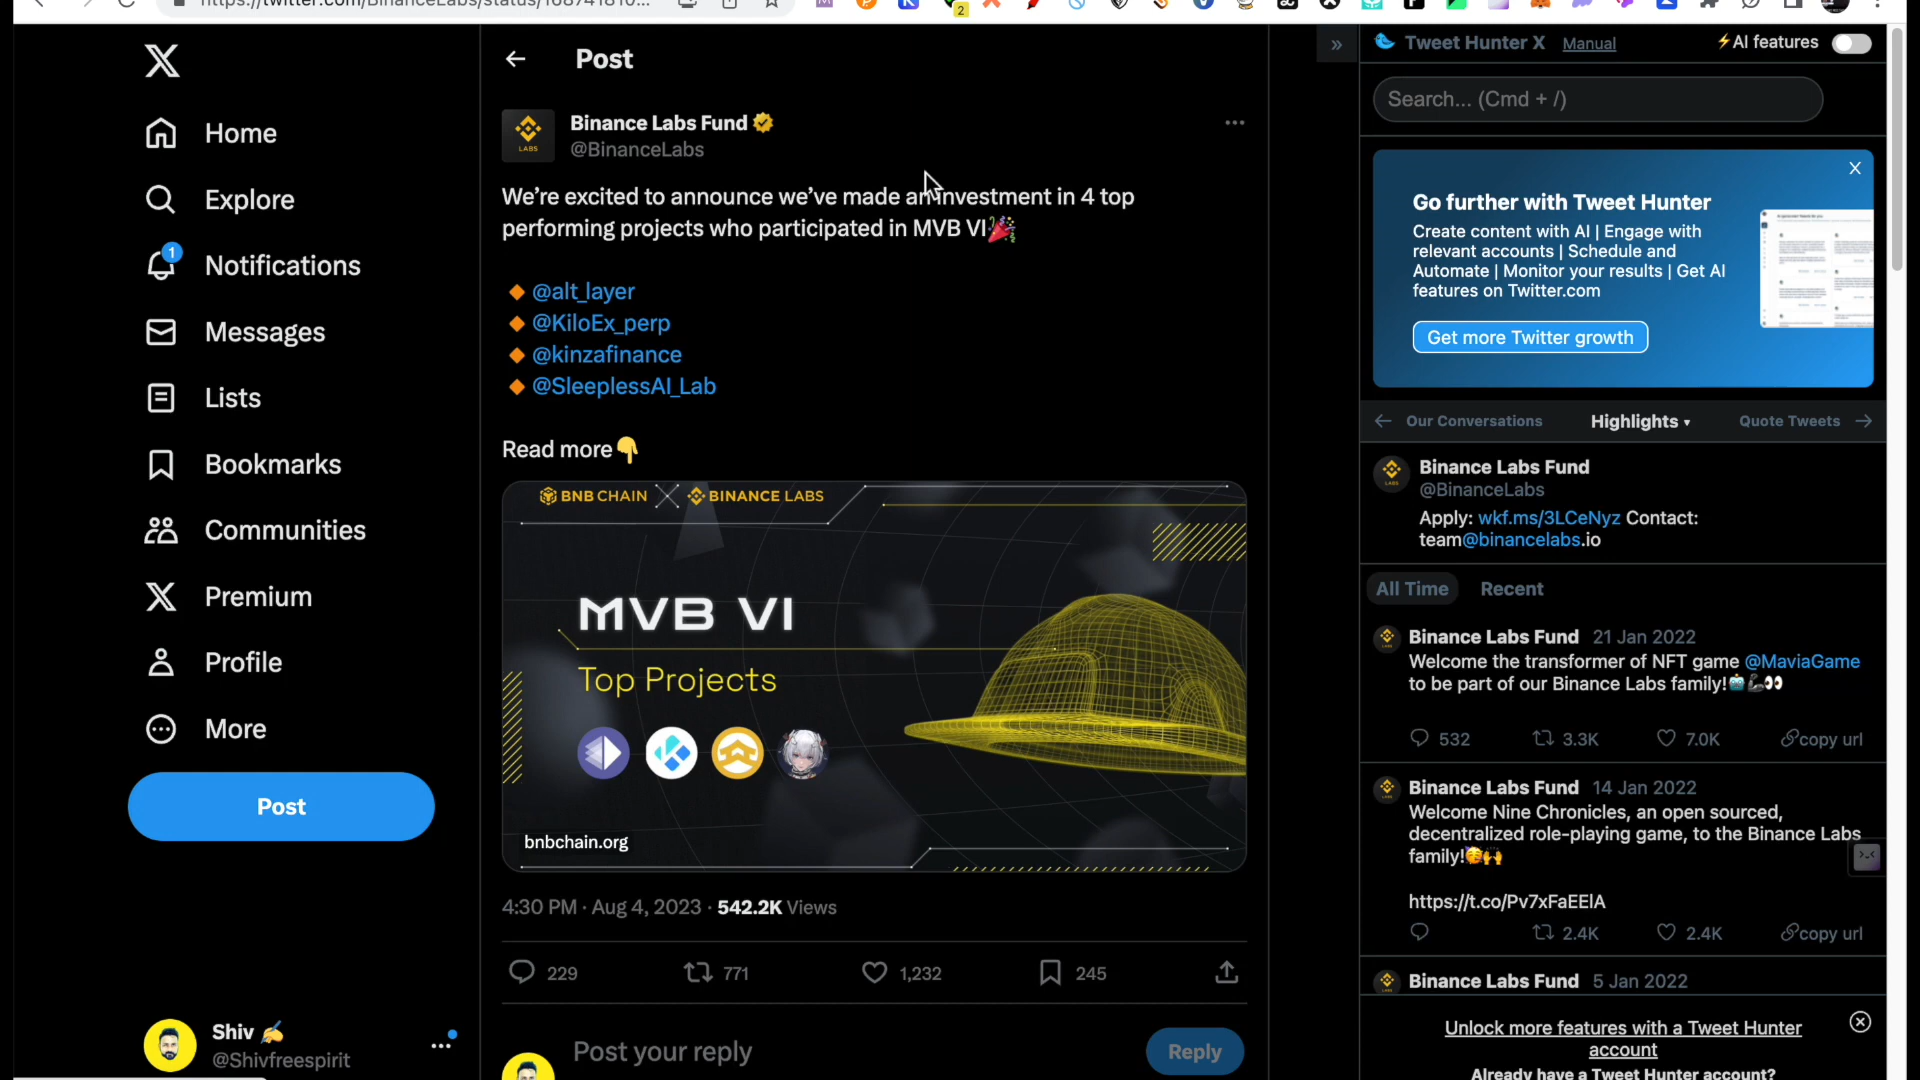 https://twitter.com/BinanceLabs/status/168741810...
2
Home
Explore
1
Notifications
Messages
Lists
Bookmarks
Communities
Premium
Profile
More
Post
Shiv ✍️
@Shivfreespirit
Post
Binance Labs Fund
@BinanceLabs
LABS
We're excited to announce we've made an investment in 4 top
performing projects who participated in MVB VI🎉
🔸 @alt_layer
🔸 @KiloEx_perp
🔸 @kinzafinance
🔸 @SleeplessAI_Lab
Read more👇
BNB CHAIN BINANCE LABS
MVB VI
Top Projects
bnbchain.org
4:30 PM · Aug 4, 2023 · 542.2K Views
229 771 1,232 245
Post your reply
Reply
»
Tweet Hunter X Manual ⚡AI features
Search... (Cmd + /)
X
Go further with Tweet Hunter
Create content with AI | Engage with
relevant accounts | Schedule and
Automate | Monitor your results | Get AI
features on Twitter.com
Get more Twitter growth
← Our Conversations Highlights ▾ Quote Tweets →
Binance Labs Fund
@BinanceLabs
Apply: wkf.ms/3LCeNyz Contact:
team@binancelabs.io
All Time Recent
Binance Labs Fund 21 Jan 2022
Welcome the transformer of NFT game @MaviaGame
to be part of our Binance Labs family!🤖🦾👀
532 3.3K 7.0K copy url
Binance Labs Fund 14 Jan 2022
Welcome Nine Chronicles, an open sourced,
decentralized role-playing game, to the Binance Labs
family!🥳🙌
https://t.co/Pv7xFaEElA
2.4K 2.4K copy url
Binance Labs Fund 5 Jan 2022
Unlock more features with a Tweet Hunter
account
Already have a Tweet Hunter account?